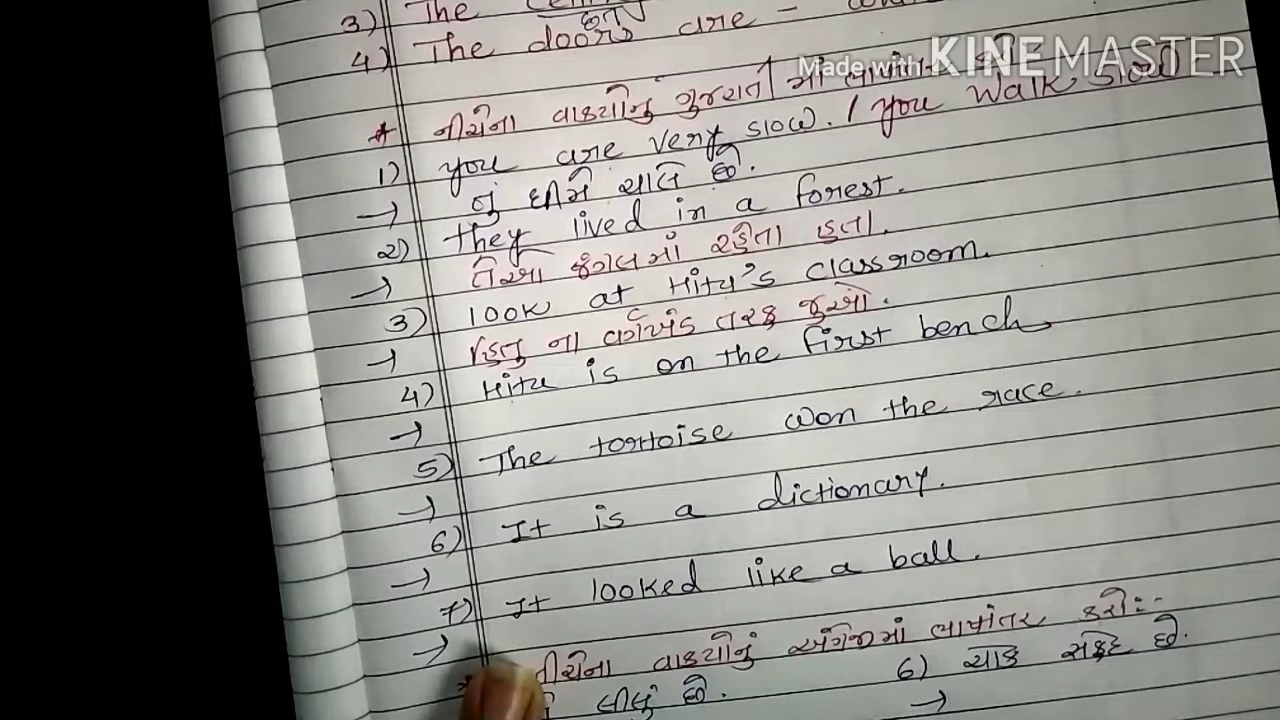 3) The
છત
4) The doors are -
Made with KINEMASTER
* નીચેના વાકયોનું ગુજરાતી માં
1) you are very slow. / you walk slow
→ તું ધીમે ચાલે છે.
2) they lived in a forest.
→ તેઓ જંગલમાં રહેતા હતા.
3) look at Hitu's classroom.
→ હિતુ ના વર્ગખંડ તરફ જુઓ.
4) Hitu is on the first bench
→
5) The tortoise won the race.
→
6) It is a dictionary.
→
7) It looked like a ball.
→
* નીચેના વાકયોનું અંગ્રેજીમાં ભાષાંતર કરો:-
લીલું છે. 6) ચાક સફેદ છે.
→